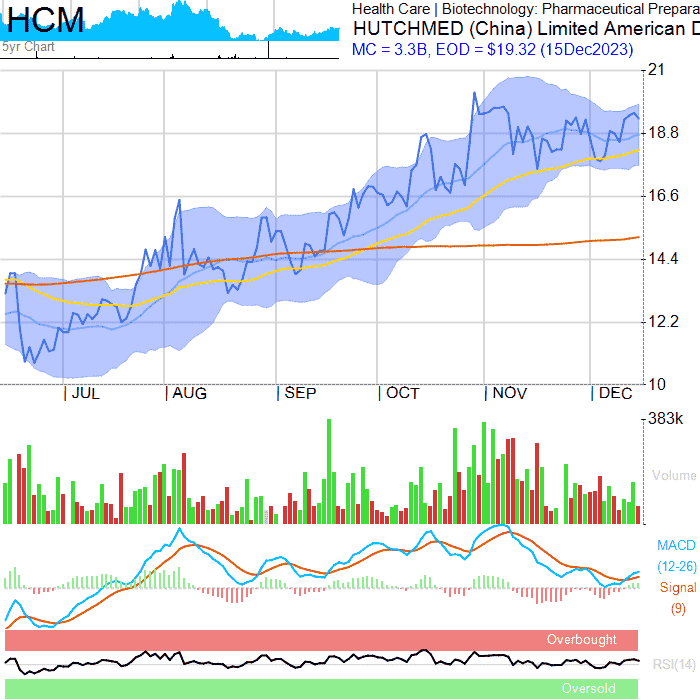 HCM
5yr Chart
Health Care | Biotechnology: Pharmaceutical Prepara
HUTCHMED (China) Limited American D
MC = 3.3B, EOD = $19.32 (15Dec2023)
21
18.8
16.6
14.4
12.2
10
JUL AUG SEP OCT NOV DEC
383k
Volume
MACD
(12-26)
Signal
(9)
Overbought
RSI(14)
Oversold